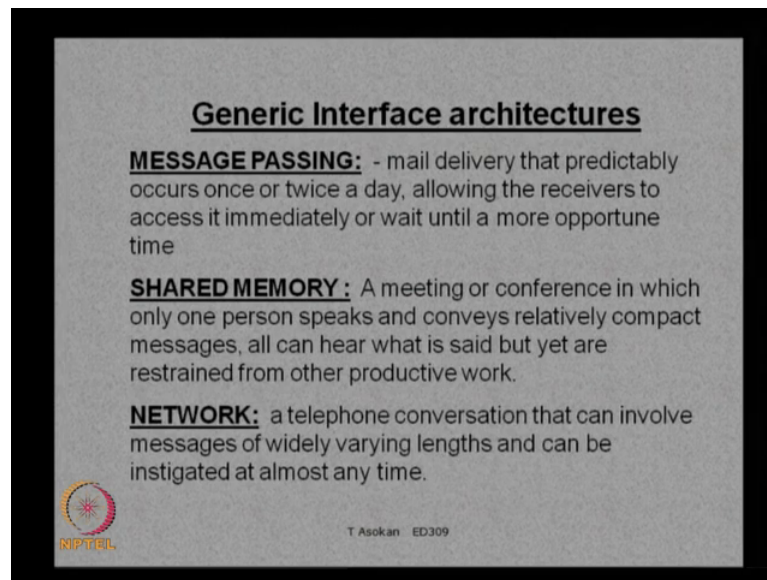 Generic Interface architectures
MESSAGE PASSING: - mail delivery that predictably
occurs once or twice a day, allowing the receivers to
access it immediately or wait until a more opportune
time
SHARED MEMORY : A meeting or conference in which
only one person speaks and conveys relatively compact
messages, all can hear what is said but yet are
restrained from other productive work.
NETWORK: a telephone conversation that can involve
messages of widely varying lengths and can be
instigated at almost any time.
T Asokan ED309
NPTEL